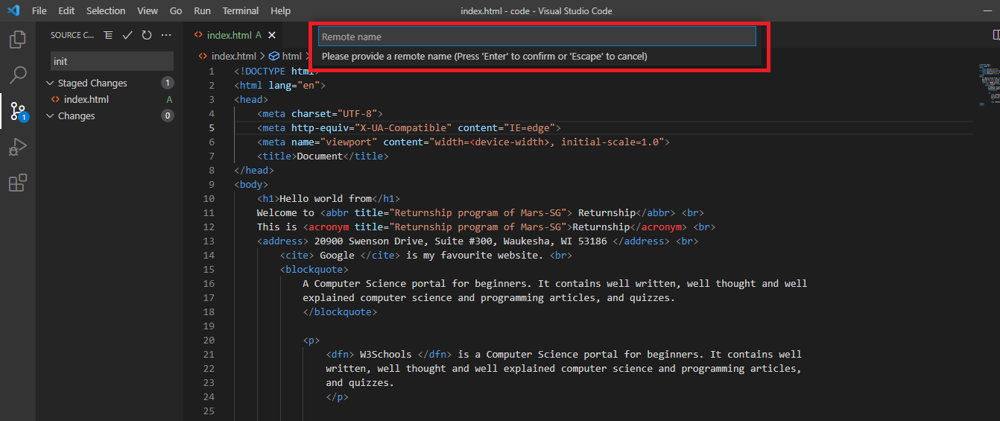 File Edit Selection View Go Run Terminal Help
index.html - code - Visual Studio Code
SOURCE C...
index.html A
Remote name
Please provide a remote name (Press 'Enter' to confirm or 'Escape' to cancel)
init
Staged Changes 1
index.html A
Changes 0
1
index.html > html >
1 <!DOCTYPE html>
2 <html lang="en">
3 <head>
4 <meta charset="UTF-8">
5 <meta http-equiv="X-UA-Compatible" content="IE=edge">
6 <meta name="viewport" content="width=<device-width>, initial-scale=1.0">
7 <title>Document</title>
8 </head>
9 <body>
10 <h1>Hello world from</h1>
11 Welcome to <abbr title="Returnship program of Mars-SG"> Returnship</abbr> <br>
12 This is <acronym title="Returnship program of Mars-SG">Returnship</acronym> <br>
13 <address> 20900 Swenson Drive, Suite #300, Waukesha, WI 53186 </address> <br>
14 <cite> Google </cite> is my favourite website. <br>
15 <blockquote>
16 A Computer Science portal for beginners. It contains well written, well thought and well
17 explained computer science and programming articles, and quizzes.
18 </blockquote>
19
20 <p>
21 <dfn> W3Schools </dfn> is a Computer Science portal for beginners. It contains well
22 written, well thought and well explained computer science and programming articles,
23 and quizzes.
24 </p>
25